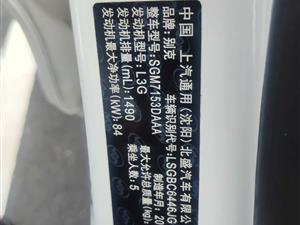 中国 上汽通用(沈阳)北盛汽车有限公
品牌: 别克 车辆识别代号: LSGBC6446JG
整车型号: SGM7153DAAA 制造年月: 20
发动机型号: L3G 最大允许总质量(kg):
发动机排量(mL): 1490 乘坐人数: 5
发动机最大净功率(kW): 84